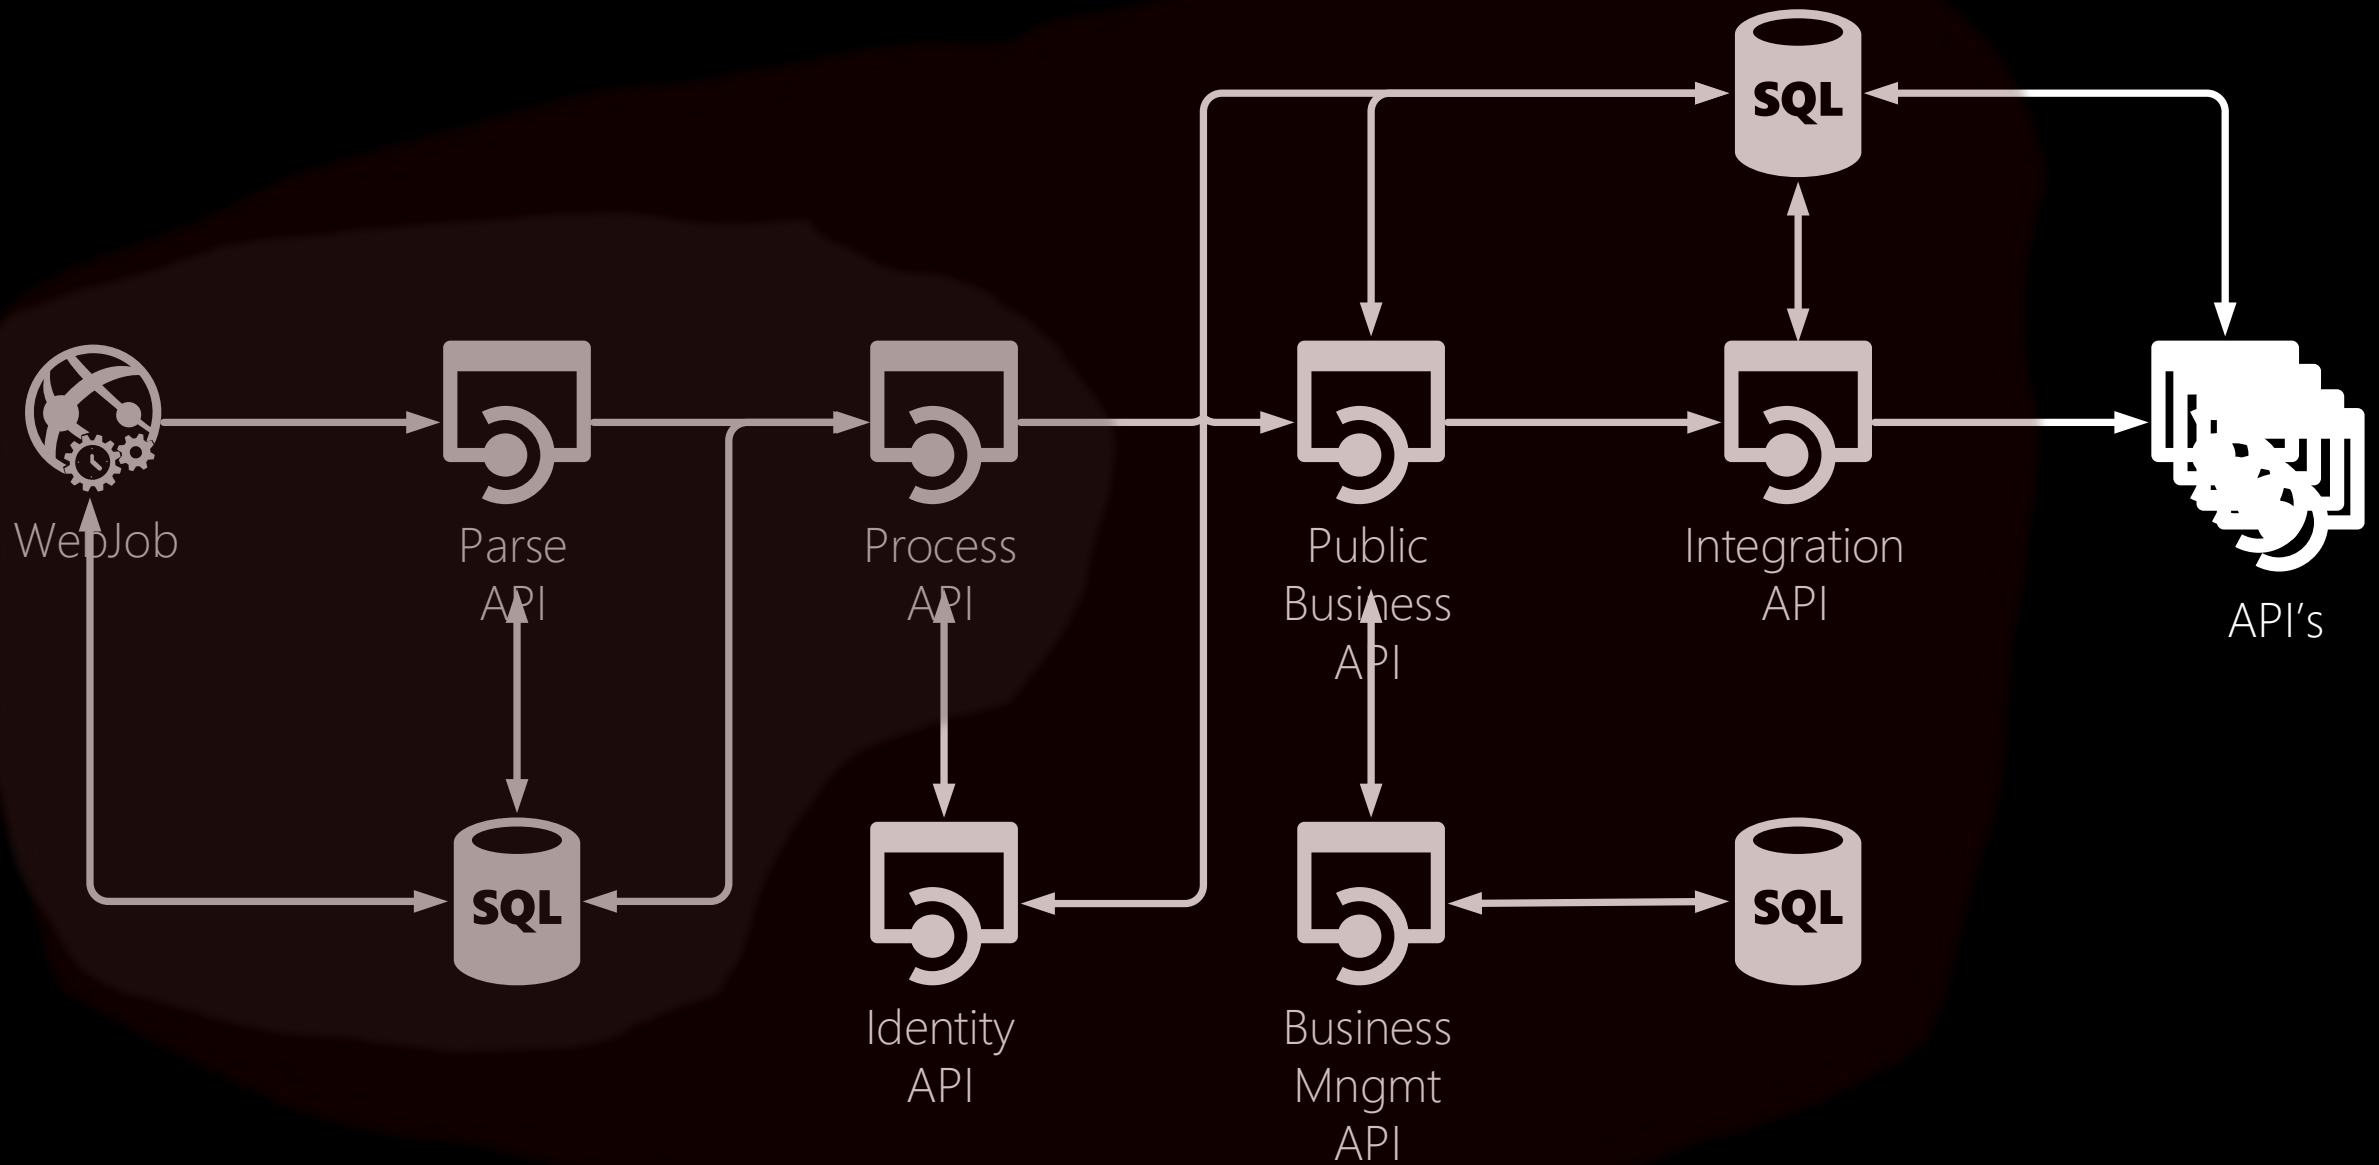 SQL
WebJob
Parse
API
Process
API
Public
Business
API
Integration
API
API's
SQL
SQL
Identity
API
Business
Mngmt
API